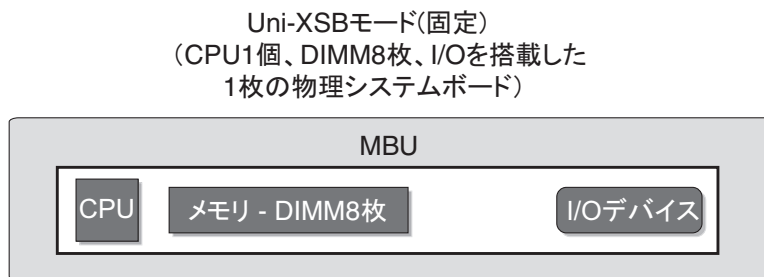 Uni-XSBモード(固定)
（CPU1個、DIMM8枚、I/Oを搭載した
1枚の物理システムボード）
MBU
CPU
メモリ - DIMM8枚
I/Oデバイス